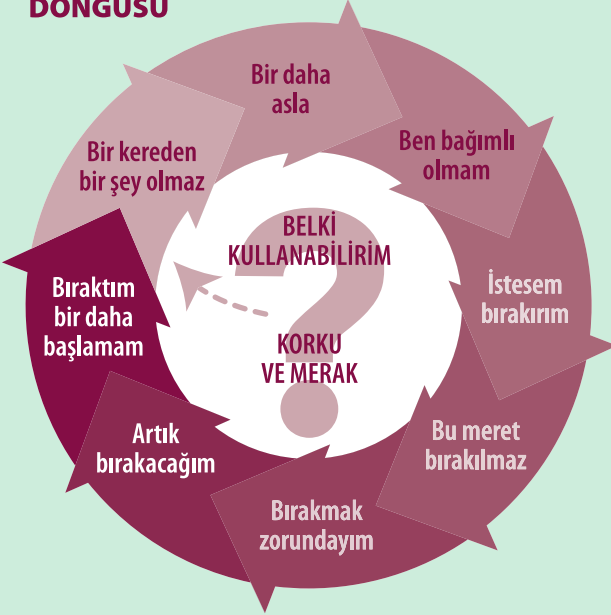 DÖNGÜSÜ
BELKİ
KULLANABİLİRİM
?
KORKU
VE MERAK
Bir kereden
bir şey olmaz
Bir daha
asla
Ben bağımlı
olmam
İstesem
bırakırım
Bu meret
bırakılmaz
Bırakmak
zorundayım
Artık
bırakacağım
Bıraktım
bir daha
başlamam